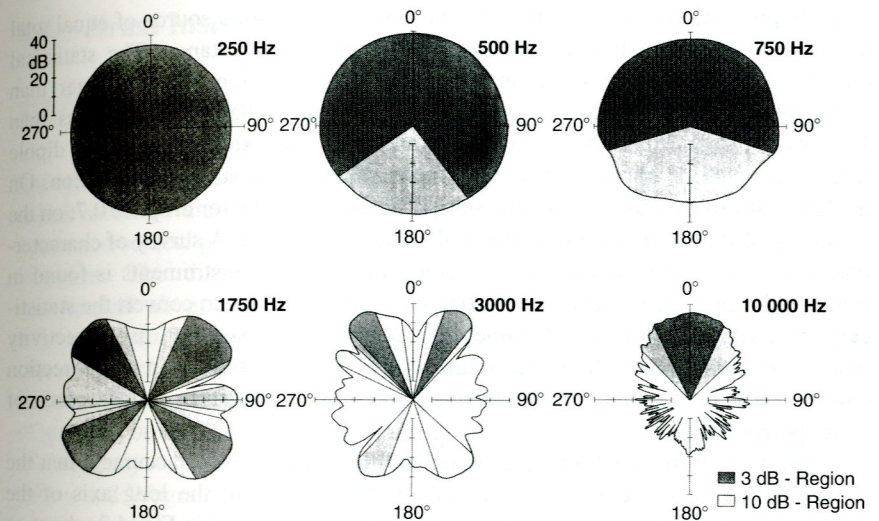 0° 250 Hz
0° 500 Hz
0° 750 Hz
40
dB
20
0
270° 90° 270° 90° 270° 90°
180° 180° 180°
0° 1750 Hz
0° 3000 Hz
0° 10 000 Hz
270° 90° 270° 90° 270° 90°
3 dB - Region
10 dB - Region
180° 180° 180°